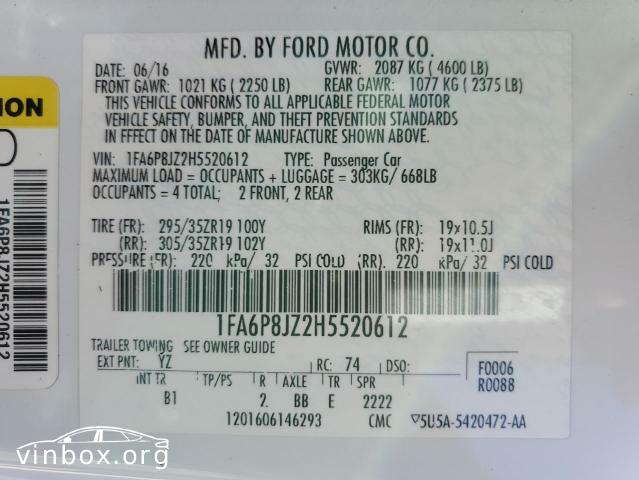 MFD. BY FORD MOTOR CO.
DATE: 06/16 GVWR: 2087 KG ( 4600 LB)
FRONT GAWR: 1021 KG ( 2250 LB) REAR GAWR: 1077 KG ( 2375 LB)
THIS VEHICLE CONFORMS TO ALL APPLICABLE FEDERAL MOTOR
VEHICLE SAFETY, BUMPER, AND THEFT PREVENTION STANDARDS
IN EFFECT ON THE DATE OF MANUFACTURE SHOWN ABOVE.
VIN: 1FA6P8JZ2H5520612 TYPE: Passenger Car
MAXIMUM LOAD = OCCUPANTS + LUGGAGE = 303KG/ 668LB
OCCUPANTS = 4 TOTAL; 2 FRONT, 2 REAR
TIRE (FR): 295/35ZR19 100Y RIMS (FR): 19x10.5J
(RR): 305/35ZR19 102Y (RR): 19x11.0J
PRESSURE (FR): 220 kPa/ 32 PSI COLD (RR): 220 kPa/ 32 PSI COLD
1FA6P8JZ2H5520612
TRAILER TOWING SEE OWNER GUIDE
EXT PNT: YZ RC: 74 DSO:
F0006
R0088
INT TR TP/PS R AXLE TR SPR
B1 2. BB E 2222
1201606146293 CMC ▽5U5A-5420472-AA
ION
1FA6P8JZ2H5520612
vinbox.org